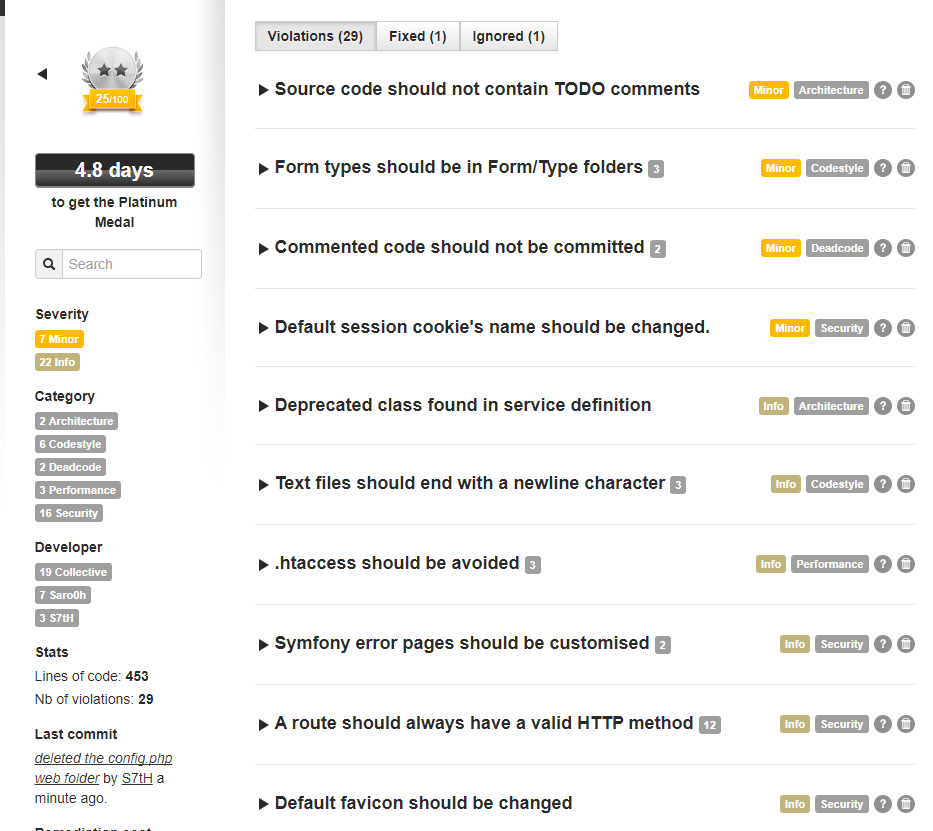 25/100
4.8 days
to get the Platinum
Medal
Search
Severity
7 Minor
22 Info
Category
2 Architecture
6 Codestyle
2 Deadcode
3 Performance
16 Security
Developer
19 Collective
7 Saro0h
3 S7tH
Stats
Lines of code: 453
Nb of violations: 29
Last commit
deleted the config.php
web folder by S7tH a
minute ago.
Remediation cost
Violations (29) Fixed (1) Ignored (1)
Source code should not contain TODO comments Minor Architecture ?
Form types should be in Form/Type folders 3 Minor Codestyle ?
Commented code should not be committed 2 Minor Deadcode ?
Default session cookie's name should be changed. Minor Security ?
Deprecated class found in service definition Info Architecture ?
Text files should end with a newline character 3 Info Codestyle ?
.htaccess should be avoided 3 Info Performance ?
Symfony error pages should be customised 2 Info Security ?
A route should always have a valid HTTP method 12 Info Security ?
Default favicon should be changed Info Security ?